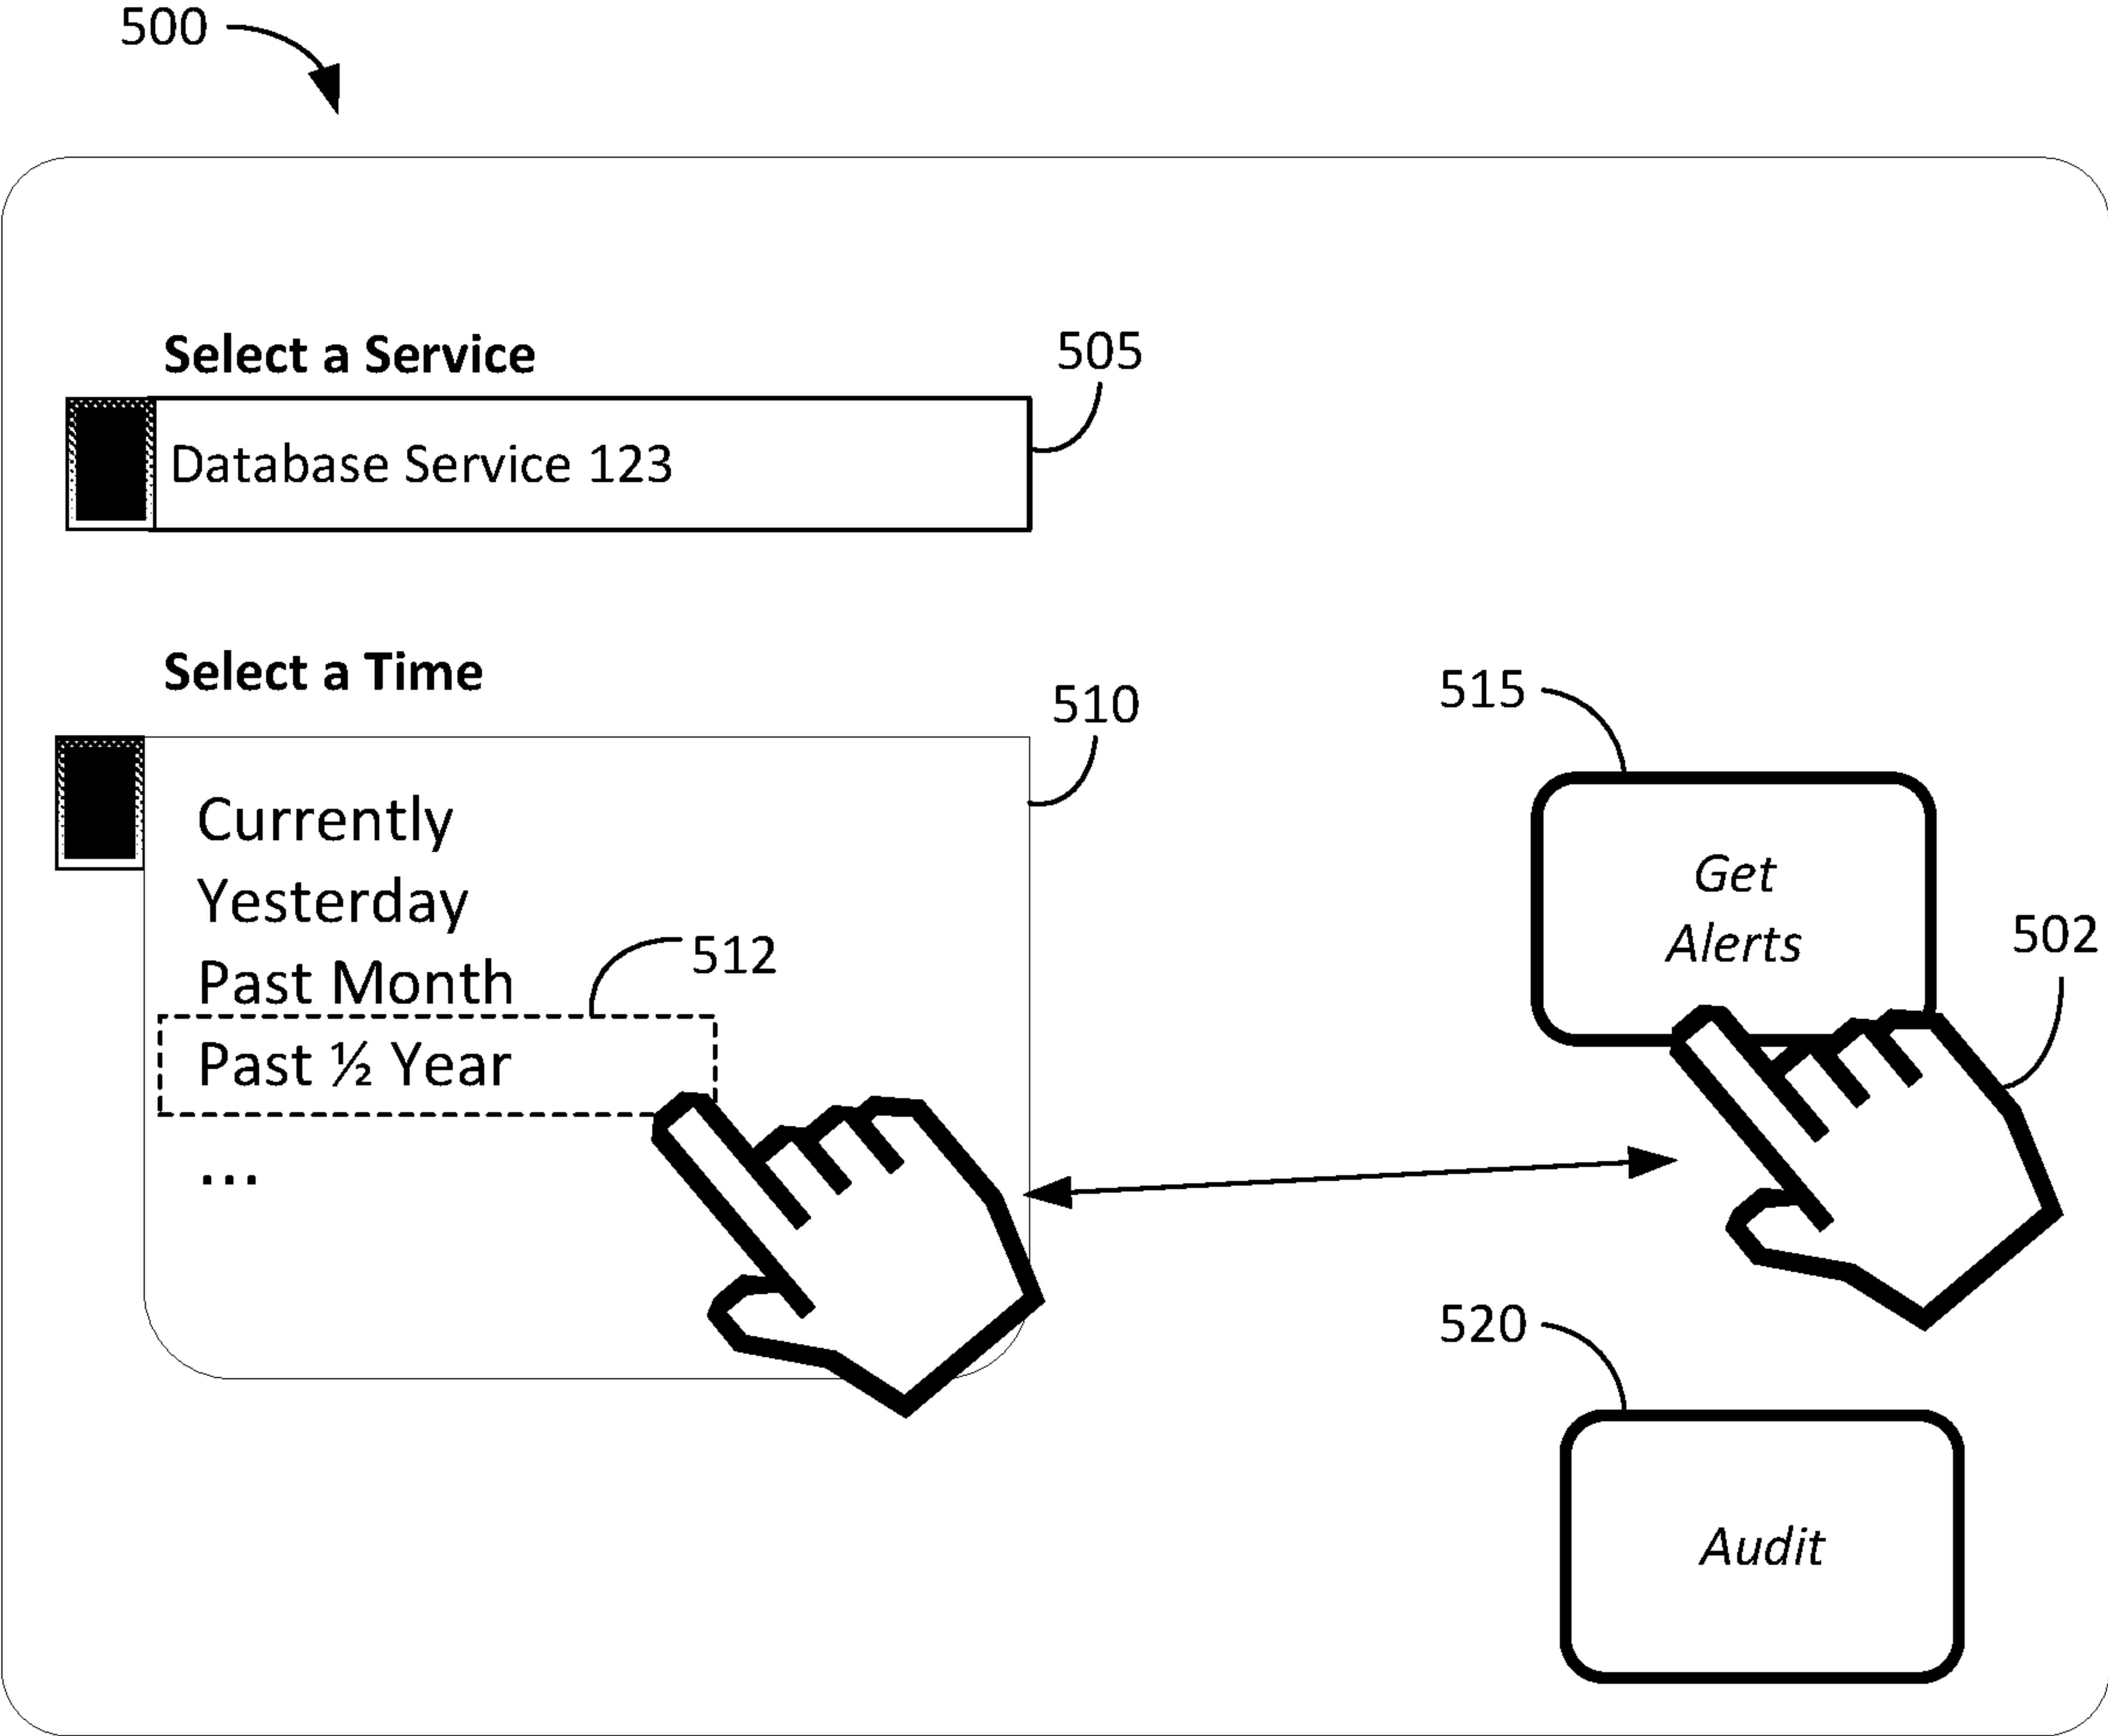 500
Select a Service
505
Database Service 123
Select a Time
510
515
Currently
Yesterday
Past Month
512
Past ½ Year
...
Get
Alerts
502
520
Audit